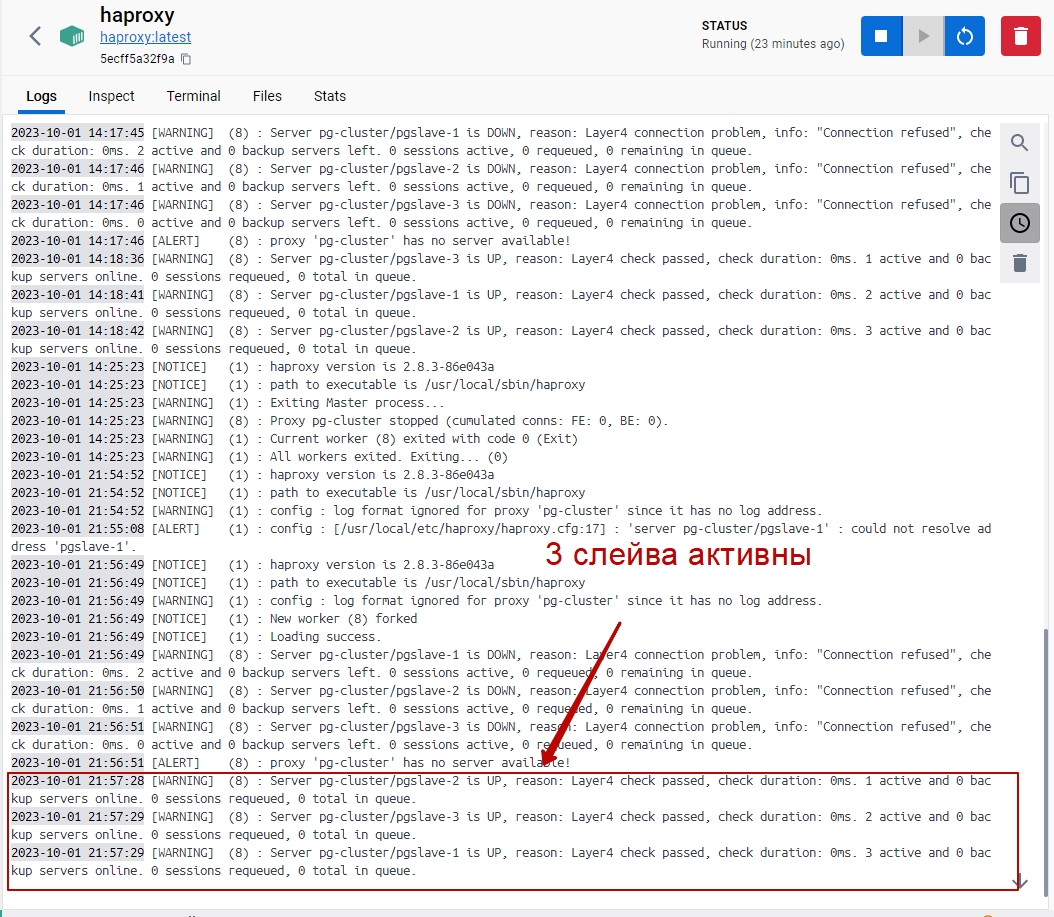 haproxy
haproxy:latest
5ecff5a32f9a
STATUS
Running (23 minutes ago)
Logs Inspect Terminal Files Stats
2023-10-01 14:17:45 [WARNING]  (8) : Server pg-cluster/pgslave-1 is DOWN, reason: Layer4 connection problem, info: "Connection refused", che
ck duration: 0ms. 2 active and 0 backup servers left. 0 sessions active, 0 requeued, 0 remaining in queue.
2023-10-01 14:17:46 [WARNING]  (8) : Server pg-cluster/pgslave-2 is DOWN, reason: Layer4 connection problem, info: "Connection refused", che
ck duration: 0ms. 1 active and 0 backup servers left. 0 sessions active, 0 requeued, 0 remaining in queue.
2023-10-01 14:17:46 [WARNING]  (8) : Server pg-cluster/pgslave-3 is DOWN, reason: Layer4 connection problem, info: "Connection refused", che
ck duration: 0ms. 0 active and 0 backup servers left. 0 sessions active, 0 requeued, 0 remaining in queue.
2023-10-01 14:17:46 [ALERT]    (8) : proxy 'pg-cluster' has no server available!
2023-10-01 14:18:36 [WARNING]  (8) : Server pg-cluster/pgslave-3 is UP, reason: Layer4 check passed, check duration: 0ms. 1 active and 0 bac
kup servers online. 0 sessions requeued, 0 total in queue.
2023-10-01 14:18:41 [WARNING]  (8) : Server pg-cluster/pgslave-1 is UP, reason: Layer4 check passed, check duration: 0ms. 2 active and 0 bac
kup servers online. 0 sessions requeued, 0 total in queue.
2023-10-01 14:18:42 [WARNING]  (8) : Server pg-cluster/pgslave-2 is UP, reason: Layer4 check passed, check duration: 0ms. 3 active and 0 bac
kup servers online. 0 sessions requeued, 0 total in queue.
2023-10-01 14:25:23 [NOTICE]   (1) : haproxy version is 2.8.3-86e043a
2023-10-01 14:25:23 [NOTICE]   (1) : path to executable is /usr/local/sbin/haproxy
2023-10-01 14:25:23 [WARNING]  (1) : Exiting Master process...
2023-10-01 14:25:23 [WARNING]  (8) : Proxy pg-cluster stopped (cumulated conns: FE: 0, BE: 0).
2023-10-01 14:25:23 [WARNING]  (1) : Current worker (8) exited with code 0 (Exit)
2023-10-01 14:25:23 [WARNING]  (1) : All workers exited. Exiting... (0)
2023-10-01 21:54:52 [NOTICE]   (1) : haproxy version is 2.8.3-86e043a
2023-10-01 21:54:52 [NOTICE]   (1) : path to executable is /usr/local/sbin/haproxy
2023-10-01 21:54:52 [WARNING]  (1) : config : log format ignored for proxy 'pg-cluster' since it has no log address.
2023-10-01 21:55:08 [ALERT]    (1) : config : [/usr/local/etc/haproxy/haproxy.cfg:17] : 'server pg-cluster/pgslave-1' : could not resolve ad
dress 'pgslave-1'.
3 слейва активны
2023-10-01 21:56:49 [NOTICE]   (1) : haproxy version is 2.8.3-86e043a
2023-10-01 21:56:49 [NOTICE]   (1) : path to executable is /usr/local/sbin/haproxy
2023-10-01 21:56:49 [WARNING]  (1) : config : log format ignored for proxy 'pg-cluster' since it has no log address.
2023-10-01 21:56:49 [NOTICE]   (1) : New worker (8) forked
2023-10-01 21:56:49 [NOTICE]   (1) : Loading success.
2023-10-01 21:56:49 [WARNING]  (8) : Server pg-cluster/pgslave-1 is DOWN, reason: Layer4 connection problem, info: "Connection refused", che
ck duration: 0ms. 2 active and 0 backup servers left. 0 sessions active, 0 requeued, 0 remaining in queue.
2023-10-01 21:56:50 [WARNING]  (8) : Server pg-cluster/pgslave-2 is DOWN, reason: Layer4 connection problem, info: "Connection refused", che
ck duration: 0ms. 1 active and 0 backup servers left. 0 sessions active, 0 requeued, 0 remaining in queue.
2023-10-01 21:56:51 [WARNING]  (8) : Server pg-cluster/pgslave-3 is DOWN, reason: Layer4 connection problem, info: "Connection refused", che
ck duration: 0ms. 0 active and 0 backup servers left. 0 sessions active, 0 requeued, 0 remaining in queue.
2023-10-01 21:56:51 [ALERT]    (8) : proxy 'pg-cluster' has no server available!
2023-10-01 21:57:28 [WARNING]  (8) : Server pg-cluster/pgslave-2 is UP, reason: Layer4 check passed, check duration: 0ms. 1 active and 0 bac
kup servers online. 0 sessions requeued, 0 total in queue.
2023-10-01 21:57:29 [WARNING]  (8) : Server pg-cluster/pgslave-3 is UP, reason: Layer4 check passed, check duration: 0ms. 2 active and 0 bac
kup servers online. 0 sessions requeued, 0 total in queue.
2023-10-01 21:57:29 [WARNING]  (8) : Server pg-cluster/pgslave-1 is UP, reason: Layer4 check passed, check duration: 0ms. 3 active and 0 bac
kup servers online. 0 sessions requeued, 0 total in queue.